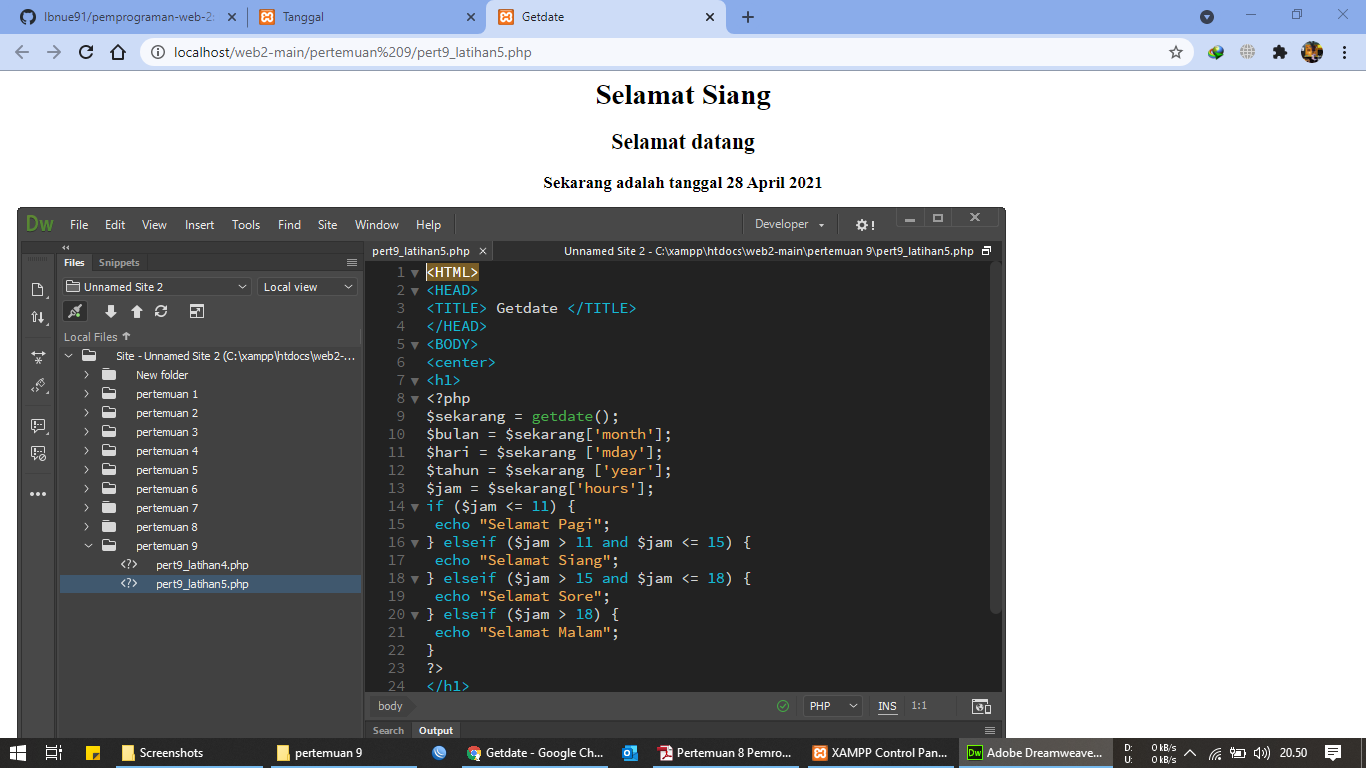 lbnue91/pemprograman-web-2:
Tanggal
Getdate
localhost/web2-main/pertemuan%209/pert9_latihan5.php
Selamat Siang
Selamat datang
Sekarang adalah tanggal 28 April 2021
Dw File Edit View Insert Tools Find Site Window Help Developer
pert9_latihan5.php Unnamed Site 2 - C:\xampp\htdocs\web2-main\pertemuan 9\pert9_latihan5.php
Files Snippets
Unnamed Site 2 Local view
Local Files
Site - Unnamed Site 2 (C:\xampp\htdocs\web2-...
New folder
pertemuan 1
pertemuan 2
pertemuan 3
pertemuan 4
pertemuan 5
pertemuan 6
pertemuan 7
pertemuan 8
pertemuan 9
pert9_latihan4.php
pert9_latihan5.php
1 <HTML>
2 <HEAD>
3 <TITLE> Getdate </TITLE>
4 </HEAD>
5 <BODY>
6 <center>
7 <h1>
8 <?php
9 $sekarang = getdate();
10 $bulan = $sekarang['month'];
11 $hari = $sekarang ['mday'];
12 $tahun = $sekarang ['year'];
13 $jam = $sekarang['hours'];
14 if ($jam <= 11) {
15 echo "Selamat Pagi";
16 } elseif ($jam > 11 and $jam <= 15) {
17 echo "Selamat Siang";
18 } elseif ($jam > 15 and $jam <= 18) {
19 echo "Selamat Sore";
20 } elseif ($jam > 18) {
21 echo "Selamat Malam";
22 }
23 ?>
24 </h1>
body PHP INS 1:1
Search Output
Screenshots
pertemuan 9
Getdate - Google Ch...
Pertemuan 8 Pemro...
XAMPP Control Pan...
Adobe Dreamweave...
D: 0 kB/s
U: 0 kB/s
20.50